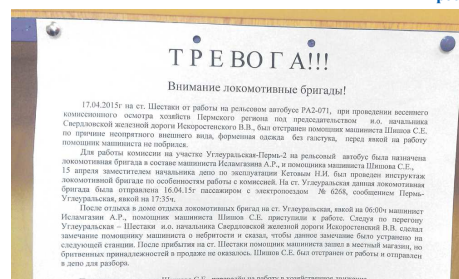 ТРЕВОГА!!!
Внимание локомотивные бригады!
17.04.2015г на ст. Шестаки от работы на рельсовом автобусе РА2-071, при проведении весеннего
комиссионного осмотра хозяйств Пермского региона под председательством и.о. начальника
Свердловской железной дороги Искоростенского В.В., был отстранен помощник машиниста Шишов С.Е.
по причине неопрятного внешнего вида, форменная одежда без галстука, перед явкой на работу
помощник машиниста не побрился.
Для работы комиссии на участке Углеуральская-Пермь-2 на рельсовый автобус была назначена
локомотивная бригада в составе машиниста Исламгазина А.Р., и помощника машиниста Шишова С.Е.,
15 апреля заместителем начальника депо по эксплуатации Кетовым Н.И. был проведен инструктаж
локомотивной бригаде по особенностям работы с комиссией. На ст. Углеуральская данная локомотивная
бригада была отправлена 16.04.15г пассажиром с электропоездом № 6268, сообщением Пермь-
Углеуральская, явкой на 17:35ч.
После отдыха в доме отдыха локомотивных бригад на ст. Углеуральская, явкой на 06:00ч машинист
Исламгазин А.Р., помощник машиниста Шишов С.Е. приступили к работе. Следуя по перегону
Углеуральская – Шестаки и.о. начальника Свердловской железной дороги Искоростенский В.В. сделал
замечание помощнику машиниста о небритости и сказал, чтобы данное замечание было устранено на
следующей станции. После прибытия на ст. Шестаки помощник машиниста зашел в местный магазин, но
бритвенных принадлежностей в продаже не оказалось. Шишов С.Е. был отстранен от работы и отправлен
в депо для разбора.